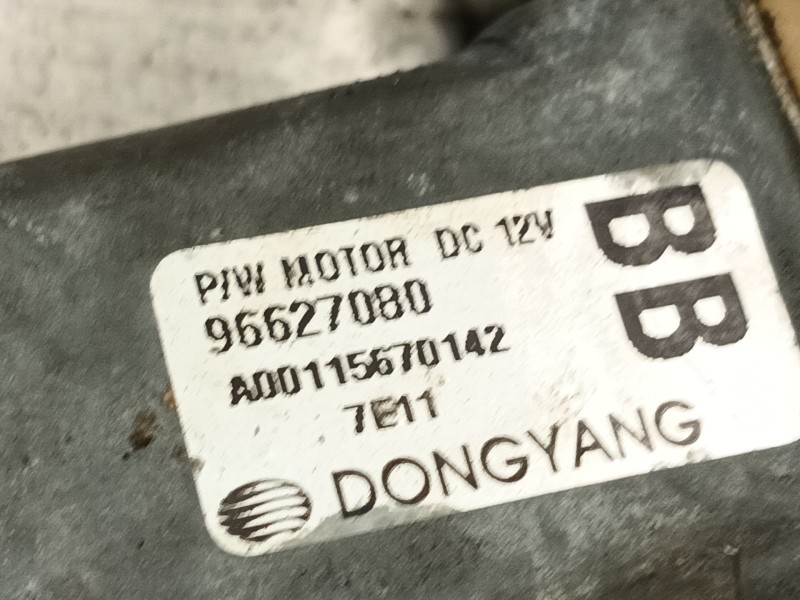 P/W MOTOR DC 12V
96627080
A00115670142
7E11
DONGYANG
BB